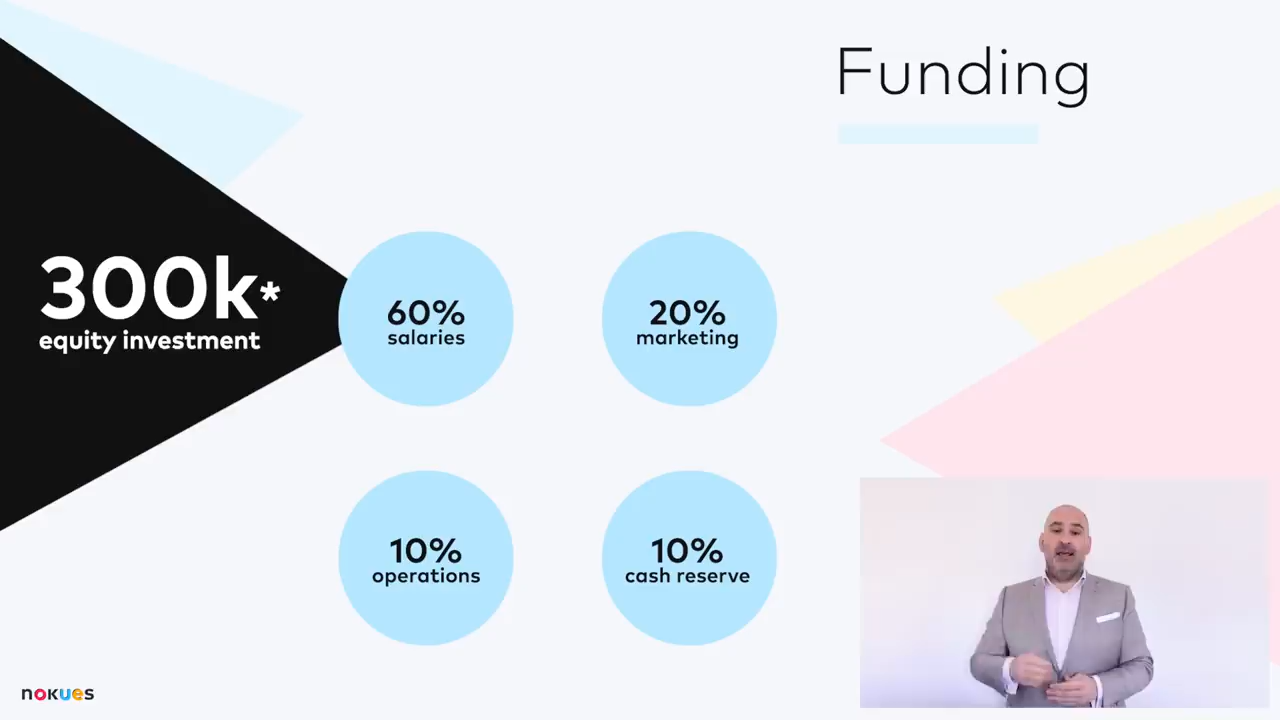 Funding
300k*
equity investment
60%
salaries
20%
marketing
10%
operations
10%
cash reserve
nokues